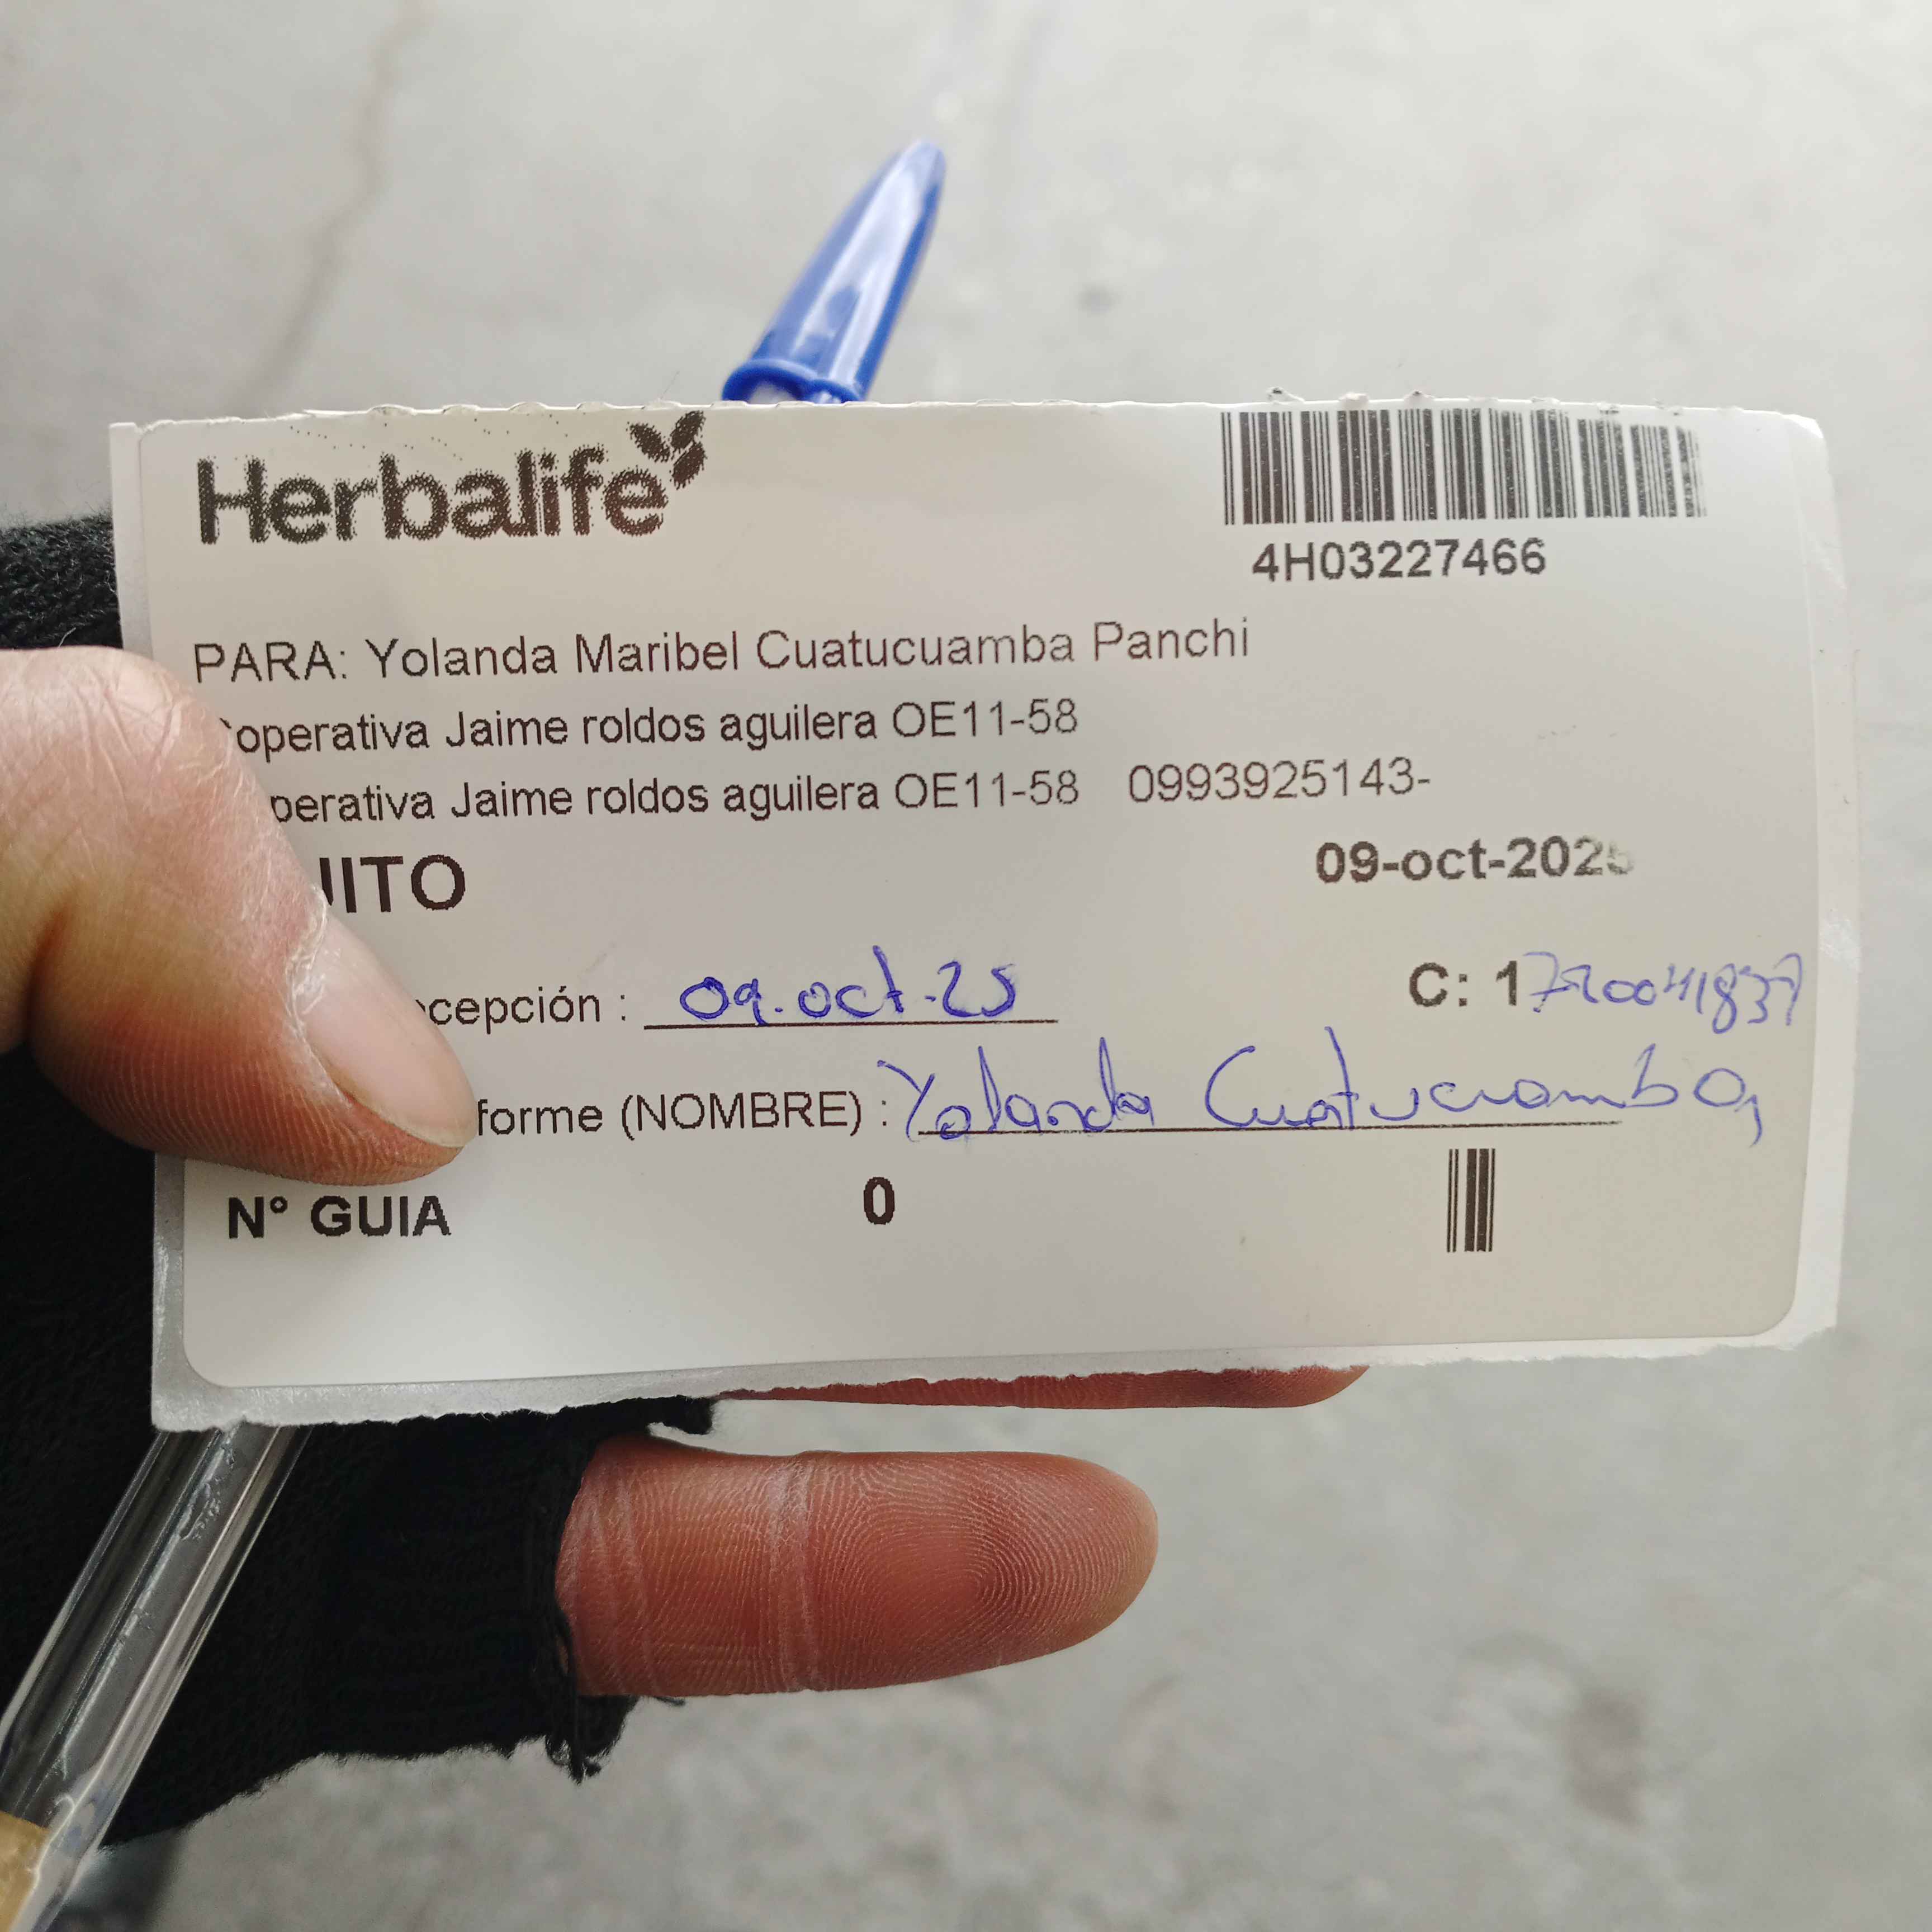 Herbalife
4H03227466
PARA: Yolanda Maribel Cuatucuamba Panchi
operativa Jaime roldos aguilera OE11-58
perativa Jaime roldos aguilera OE11-58 0993925143-
UITO
09-oct-2025
cepción : 09.oct-25
C: 1720041837
forme (NOMBRE) : Yolanda Cuatucuamba
N° GUIA 0